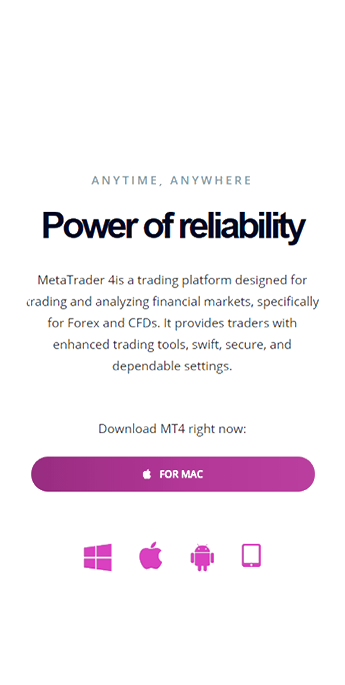 ANYTIME, ANYWHERE
Power of reliability
MetaTrader 4is a trading platform designed for
trading and analyzing financial markets, specifically
for Forex and CFDs. It provides traders with
enhanced trading tools, swift, secure, and
dependable settings.
Download MT4 right now:
FOR MAC